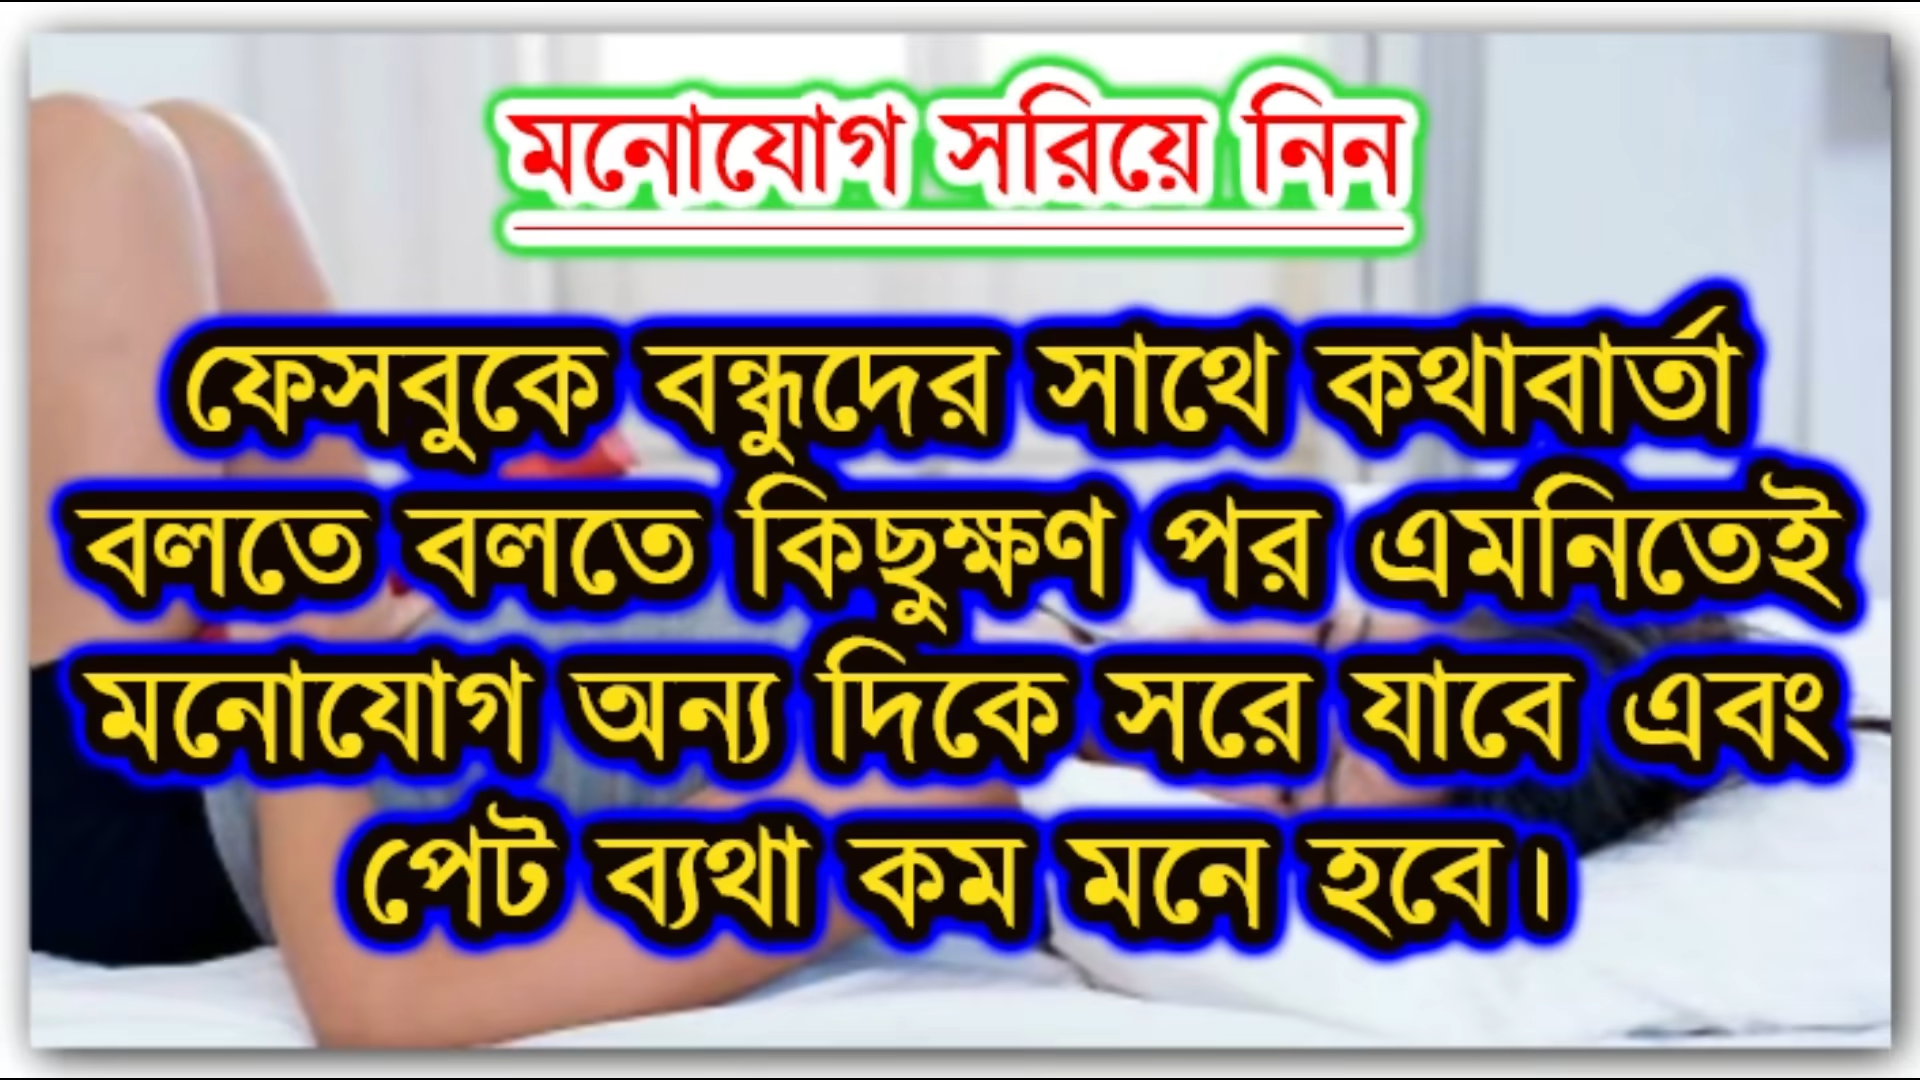 মনোযোগ সরিয়ে নিন
ফেসবুকে বন্ধুদের সাথে কথাবার্তা
বলতে বলতে কিছুক্ষণ পর এমনিতেই
মনোযোগ অন্য দিকে সরে যাবে এবং
পেট ব্যথা কম মনে হবে।